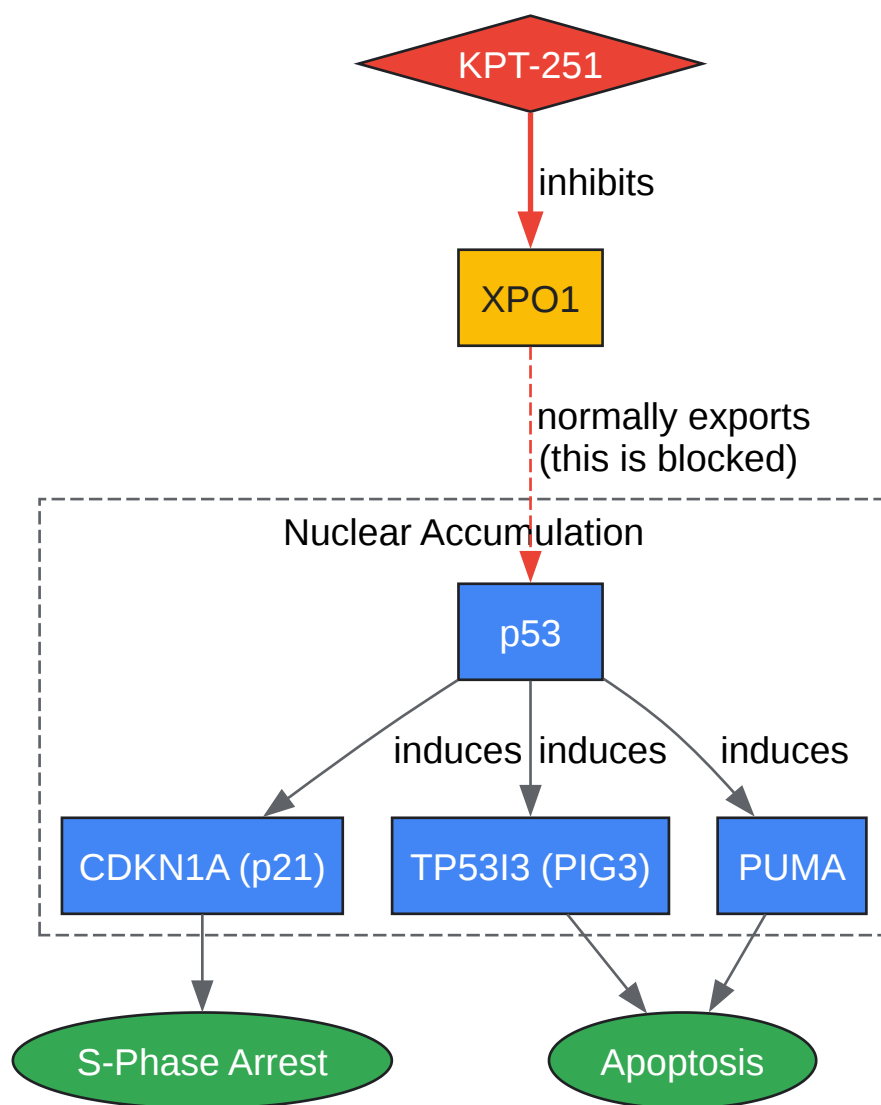 KPT-251
inhibits
XPO1
normally exports
(this is blocked)
Nuclear Accumulation
p53
induces
induces
induces
CDKN1A (p21)
TP53I3 (PIG3)
PUMA
S-Phase Arrest
Apoptosis